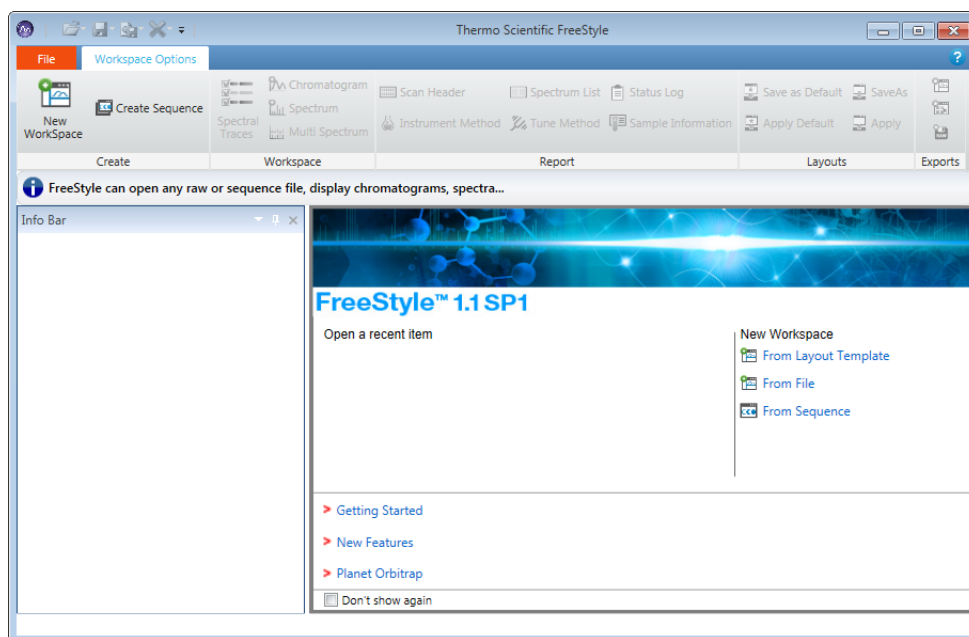 Thermo Scientific FreeStyle
File
Workspace Options
?
New
WorkSpace
Create Sequence
Create
Spectral
Traces
Chromatogram
Spectrum
Multi Spectrum
Workspace
Scan Header
Spectrum List
Status Log
Instrument Method
Tune Method
Sample Information
Report
Save as Default
SaveAs
Apply Default
Apply
Layouts
Exports
FreeStyle can open any raw or sequence file, display chromatograms, spectra...
Info Bar
FreeStyle™ 1.1 SP1
Open a recent item
New Workspace
From Layout Template
From File
From Sequence
> Getting Started
> New Features
> Planet Orbitrap
Don't show again